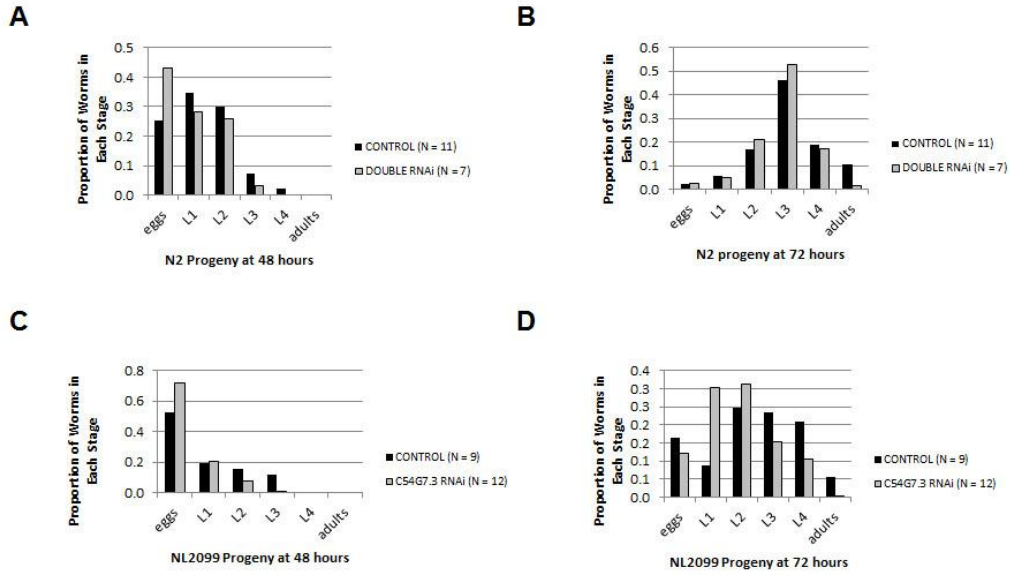 A
Proportion of Worms in
Each Stage
0.5
0.4
0.3
0.2
0.1
0.0
eggs
L1
L2
L3
L4
adults
CONTROL (N = 11)
DOUBLE RNAi (N = 7)
N2 Progeny at 48 hours
B
Proportion of Worms in
Each Stage
0.6
0.5
0.4
0.3
0.2
0.1
0.0
eggs
L1
L2
L3
L4
adults
CONTROL (N = 11)
DOUBLE RNAi (N = 7)
N2 progeny at 72 hours
C
Proportion of Worms in
Each Stage
0.8
0.6
0.4
0.2
0.0
eggs
L1
L2
L3
L4
adults
CONTROL (N = 9)
C54G7.3 RNAi (N = 12)
NL2099 Progeny at 48 hours
D
Proportion of Worms in
Each Stage
0.4
0.3
0.3
0.2
0.2
0.1
0.1
0.0
eggs
L1
L2
L3
L4
adults
CONTROL (N = 9)
C54G7.3 RNAi (N = 12)
NL2099 Progeny at 72 hours